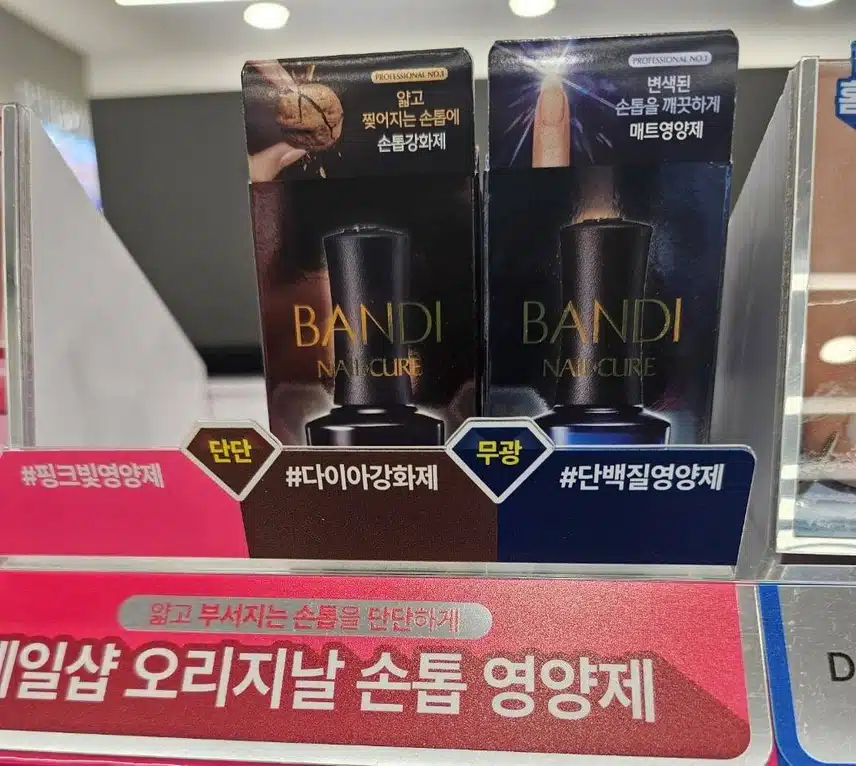 PROFESSIONAL NO.1
얇고
찢어지는 손톱에
손톱강화제
BANDI
NAIL·CURE
PROFESSIONAL NO.1
변색된
손톱을 깨끗하게
매트영양제
BANDI
NAIL·CURE
#핑크빛영양제
단단
#다이아강화제
무광
#단백질영양제
얇고 부서지는 손톱을 단단하게
일샵 오리지날 손톱 영양제
D